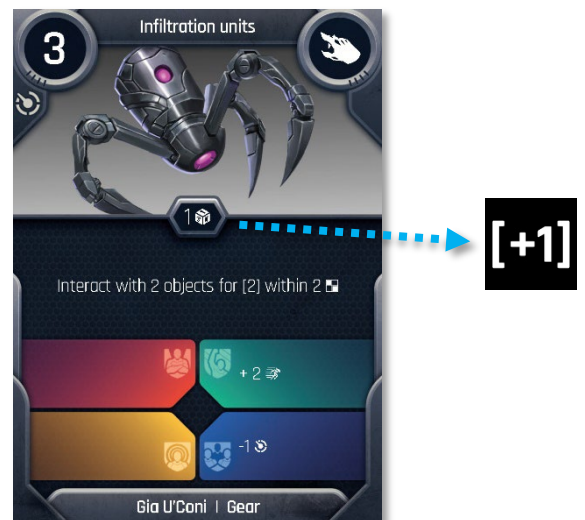 Infiltration units
3
1
[+1]
Interact with 2 objects for [2] within 2
+ 2
-1
Gia U'Coni | Gear